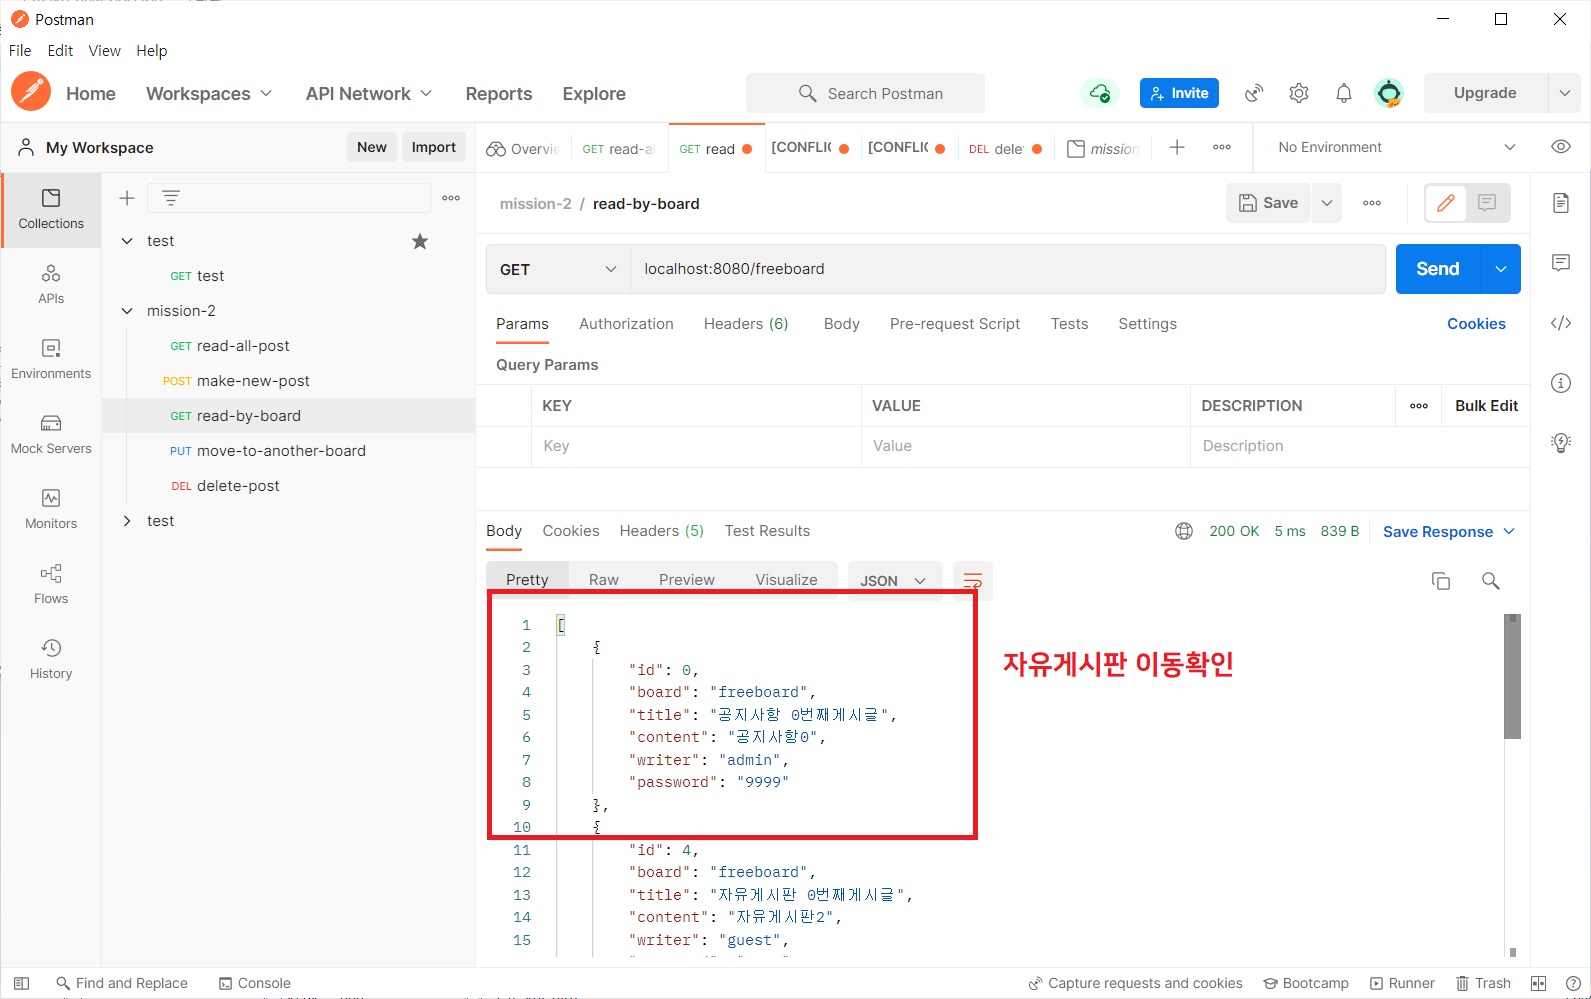 Postman
File Edit View Help
Home Workspaces API Network Reports Explore Search Postman Invite Upgrade
My Workspace New Import
Overvie GET read-al GET read [CONFLIC [CONFLIC DEL dele mission No Environment
Collections
APIs
Environments
Mock Servers
Monitors
Flows
History
test
GET test
mission-2
GET read-all-post
POST make-new-post
GET read-by-board
PUT move-to-another-board
DEL delete-post
test
mission-2 / read-by-board Save
GET localhost:8080/freeboard Send
Params Authorization Headers (6) Body Pre-request Script Tests Settings Cookies
Query Params
KEY VALUE DESCRIPTION Bulk Edit
Key Value Description
Body Cookies Headers (5) Test Results 200 OK 5 ms 839 B Save Response
Pretty Raw Preview Visualize JSON
1 [
2 {
3 "id": 0,
4 "board": "freeboard",
5 "title": "공지사항 0번째게시글",
6 "content": "공지사항0",
7 "writer": "admin",
8 "password": "9999"
9 },
10 {
11 "id": 4,
12 "board": "freeboard",
13 "title": "자유게시판 0번째게시글",
14 "content": "자유게시판2",
15 "writer": "guest",
자유게시판 이동확인
Find and Replace Console Capture requests and cookies Bootcamp Runner Trash